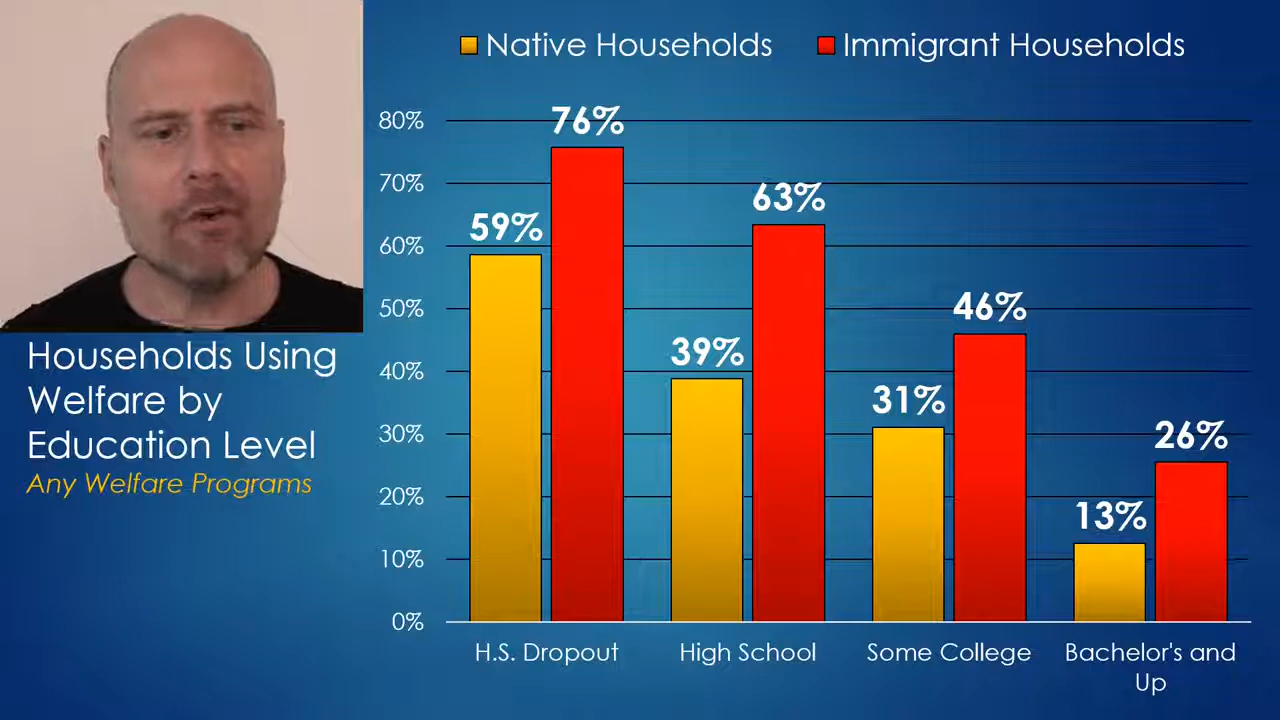 Native Households
Immigrant Households
Households Using
Welfare by
Education Level
Any Welfare Programs
80%
70%
60%
50%
40%
30%
20%
10%
0%
59%
76%
39%
63%
31%
46%
13%
26%
H.S. Dropout
High School
Some College
Bachelor's and
Up